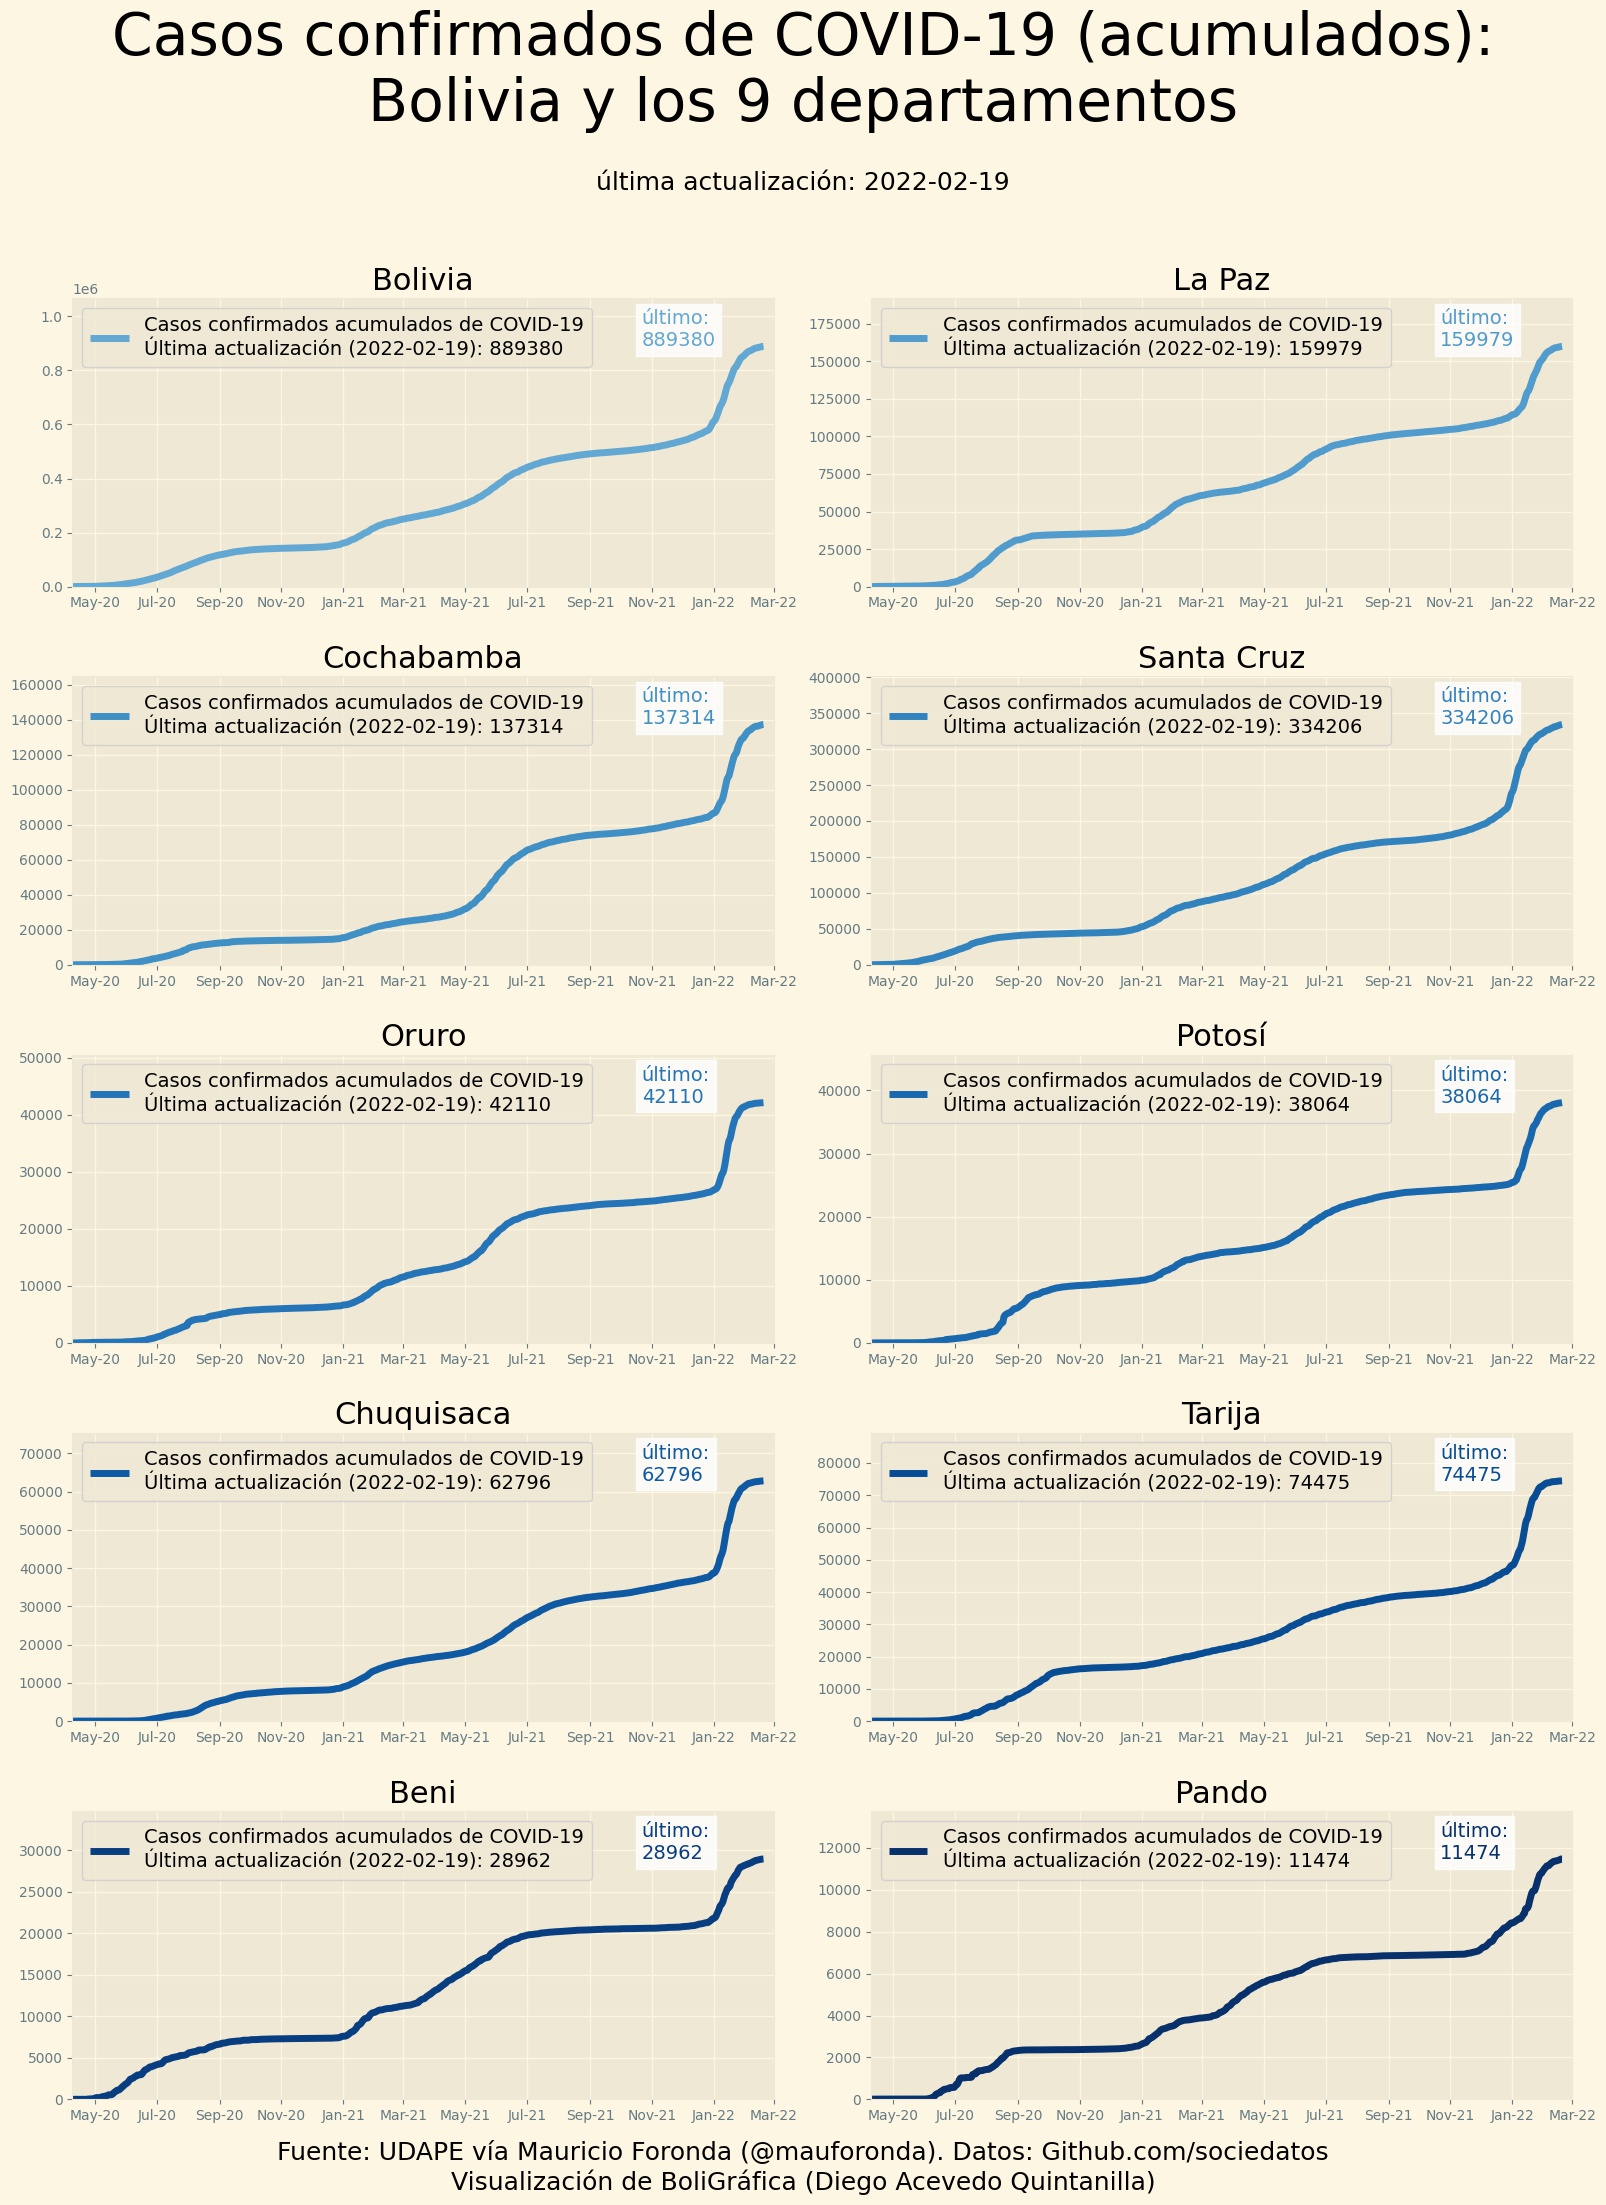 Casos confirmados de COVID-19 (acumulados):
Bolivia y los 9 departamentos
última actualización: 2022-02-19
Bolivia
1e6
Casos confirmados acumulados de COVID-19
Última actualización (2022-02-19): 889380
último:
889380
1.0
0.8
0.6
0.4
0.2
0.0
May-20 Jul-20 Sep-20 Nov-20 Jan-21 Mar-21 May-21 Jul-21 Sep-21 Nov-21 Jan-22 Mar-22
La Paz
Casos confirmados acumulados de COVID-19
Última actualización (2022-02-19): 159979
último:
159979
175000
150000
125000
100000
75000
50000
25000
0
May-20 Jul-20 Sep-20 Nov-20 Jan-21 Mar-21 May-21 Jul-21 Sep-21 Nov-21 Jan-22 Mar-22
Cochabamba
Casos confirmados acumulados de COVID-19
Última actualización (2022-02-19): 137314
último:
137314
160000
140000
120000
100000
80000
60000
40000
20000
0
May-20 Jul-20 Sep-20 Nov-20 Jan-21 Mar-21 May-21 Jul-21 Sep-21 Nov-21 Jan-22 Mar-22
Santa Cruz
Casos confirmados acumulados de COVID-19
Última actualización (2022-02-19): 334206
último:
334206
400000
350000
300000
250000
200000
150000
100000
50000
0
May-20 Jul-20 Sep-20 Nov-20 Jan-21 Mar-21 May-21 Jul-21 Sep-21 Nov-21 Jan-22 Mar-22
Oruro
Casos confirmados acumulados de COVID-19
Última actualización (2022-02-19): 42110
último:
42110
50000
40000
30000
20000
10000
0
May-20 Jul-20 Sep-20 Nov-20 Jan-21 Mar-21 May-21 Jul-21 Sep-21 Nov-21 Jan-22 Mar-22
Potosí
Casos confirmados acumulados de COVID-19
Última actualización (2022-02-19): 38064
último:
38064
40000
30000
20000
10000
0
May-20 Jul-20 Sep-20 Nov-20 Jan-21 Mar-21 May-21 Jul-21 Sep-21 Nov-21 Jan-22 Mar-22
Chuquisaca
Casos confirmados acumulados de COVID-19
Última actualización (2022-02-19): 62796
último:
62796
70000
60000
50000
40000
30000
20000
10000
0
May-20 Jul-20 Sep-20 Nov-20 Jan-21 Mar-21 May-21 Jul-21 Sep-21 Nov-21 Jan-22 Mar-22
Tarija
Casos confirmados acumulados de COVID-19
Última actualización (2022-02-19): 74475
último:
74475
80000
70000
60000
50000
40000
30000
20000
10000
0
May-20 Jul-20 Sep-20 Nov-20 Jan-21 Mar-21 May-21 Jul-21 Sep-21 Nov-21 Jan-22 Mar-22
Beni
Casos confirmados acumulados de COVID-19
Última actualización (2022-02-19): 28962
último:
28962
30000
25000
20000
15000
10000
5000
0
May-20 Jul-20 Sep-20 Nov-20 Jan-21 Mar-21 May-21 Jul-21 Sep-21 Nov-21 Jan-22 Mar-22
Pando
Casos confirmados acumulados de COVID-19
Última actualización (2022-02-19): 11474
último:
11474
12000
10000
8000
6000
4000
2000
0
May-20 Jul-20 Sep-20 Nov-20 Jan-21 Mar-21 May-21 Jul-21 Sep-21 Nov-21 Jan-22 Mar-22
Fuente: UDAPE vía Mauricio Foronda (@mauforonda). Datos: Github.com/sociedatos
Visualización de BoliGráfica (Diego Acevedo Quintanilla)